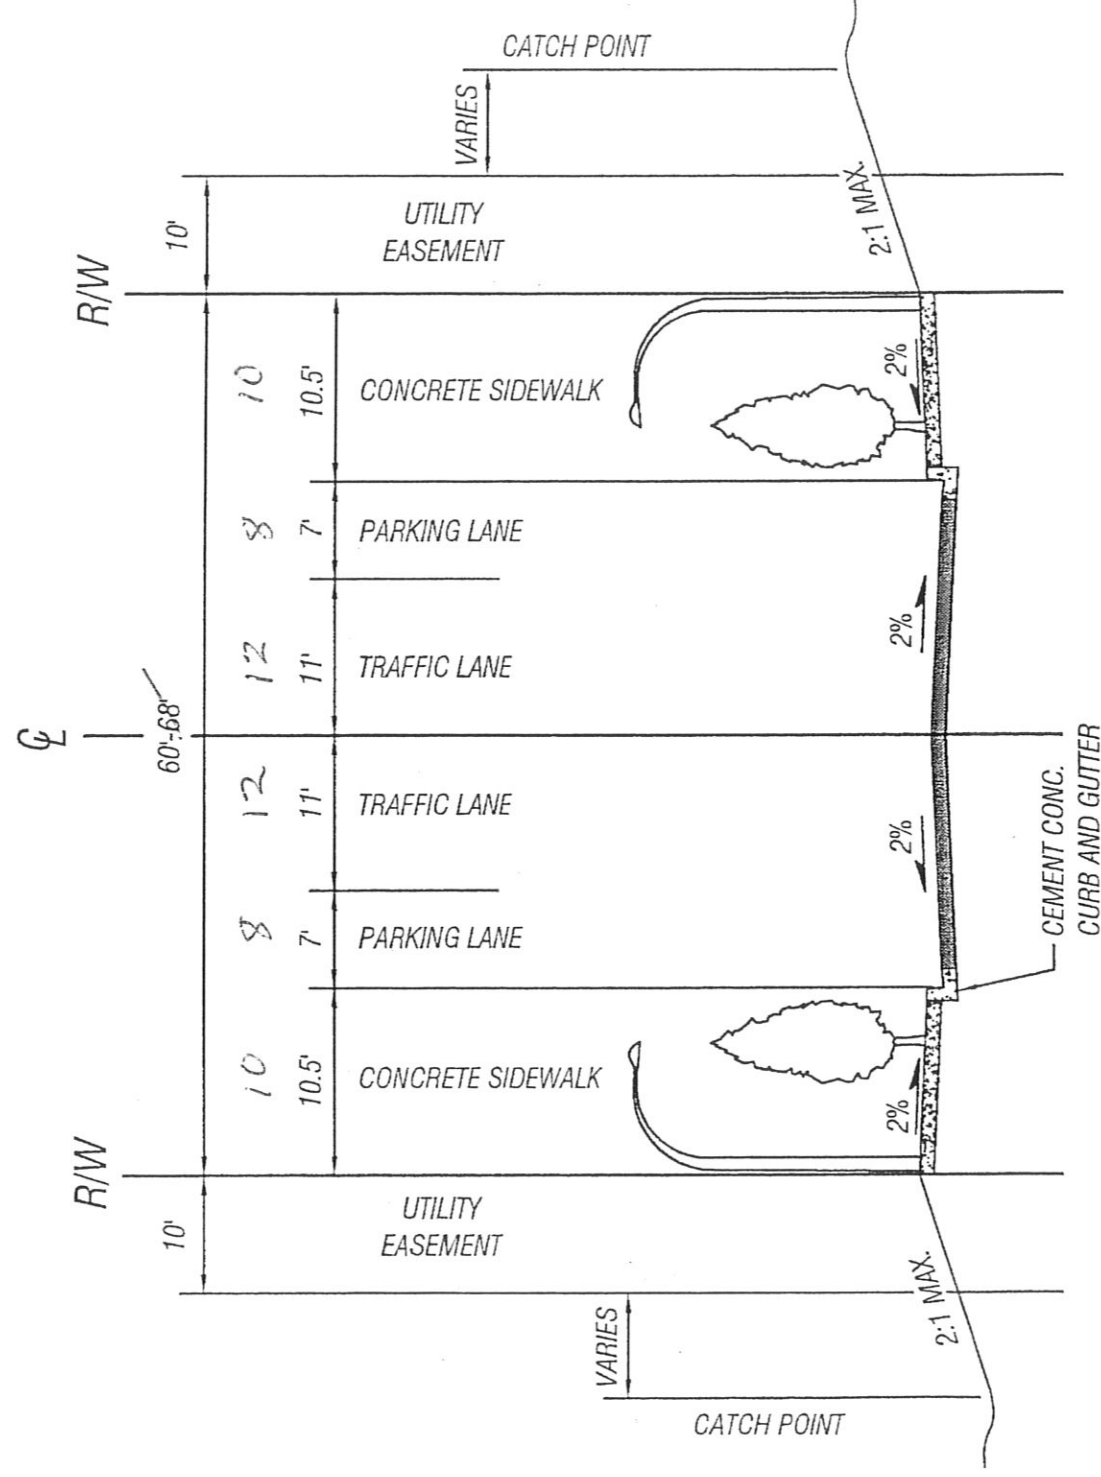 ℄
R/W
R/W
10'
60'-68'
10'
10
8
12
12
8
10
10.5'
7'
11'
11'
7'
10.5'
CONCRETE SIDEWALK
PARKING LANE
TRAFFIC LANE
TRAFFIC LANE
PARKING LANE
CONCRETE SIDEWALK
UTILITY
EASEMENT
UTILITY
EASEMENT
VARIES
CATCH POINT
VARIES
CATCH POINT
2:1 MAX.
2%
2%
2%
2%
2:1 MAX.
CEMENT CONC.
CURB AND GUTTER